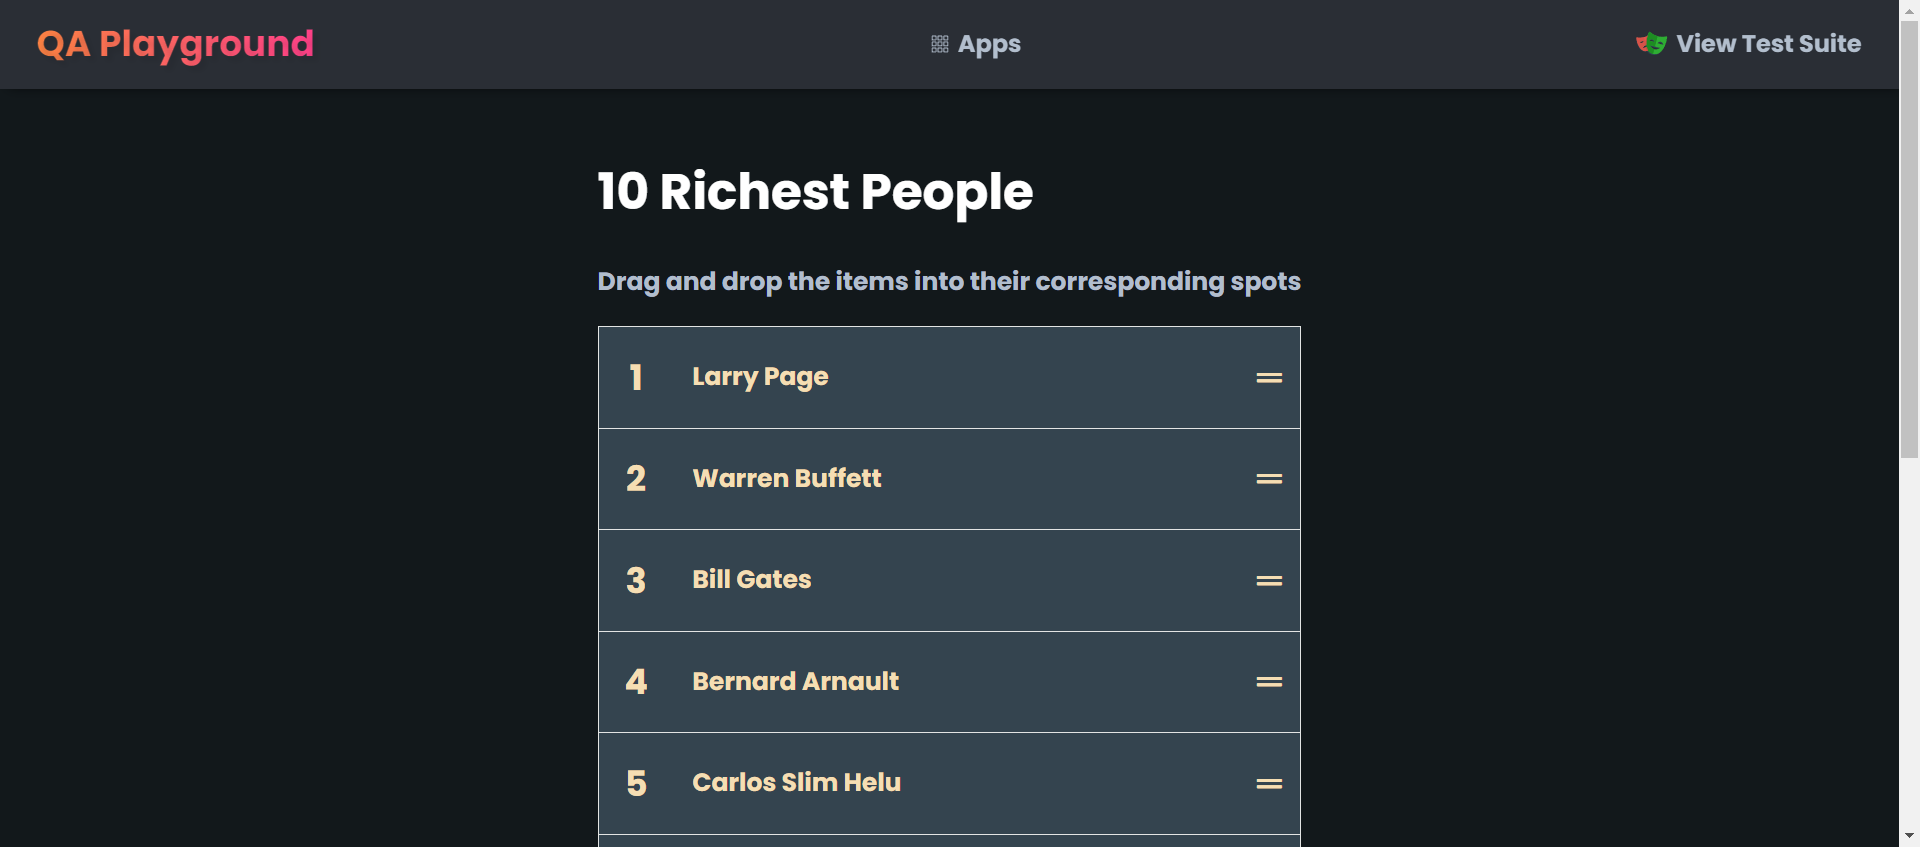 QA Playground
Apps
View Test Suite
10 Richest People
Drag and drop the items into their corresponding spots
1 Larry Page
2 Warren Buffett
3 Bill Gates
4 Bernard Arnault
5 Carlos Slim Helu